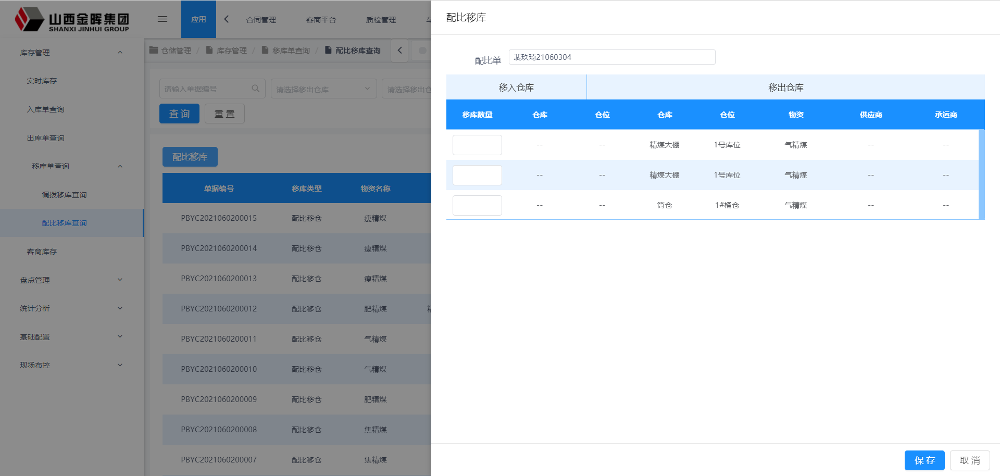 山西金晖集团
SHANXI JINHUI GROUP
应用
合同管理
客商平台
质检管理
库存管理
实时库存
入库单查询
出库单查询
移库单查询
调拨移库查询
配比移库查询
客商库存
盘点管理
统计分析
基础配置
现场布控
仓储管理 / 库存管理 / 移库单查询 / 配比移库查询
请输入单据编号
请选择移出仓库
请选择移出仓
查询
重置
配比移库
单据编号 移库类型 物资名称
PBYC2021060200015 配比移仓 瘦精煤
PBYC2021060200014 配比移仓 瘦精煤
PBYC2021060200013 配比移仓 瘦精煤
PBYC2021060200012 配比移仓 肥精煤
PBYC2021060200011 配比移仓 气精煤
PBYC2021060200010 配比移仓 气精煤
PBYC2021060200009 配比移仓 肥精煤
PBYC2021060200008 配比移仓 焦精煤
PBYC2021060200007 配比移仓 焦精煤
配比移库
配比单 裴玖琦21060304
移入仓库 移出仓库
移库数量 仓库 仓位 仓库 仓位 物资 供应商 承运商
-- -- 精煤大棚 1号库位 气精煤 -- --
-- -- 精煤大棚 1号库位 气精煤 -- --
-- -- 筒仓 1#桶仓 气精煤 -- --
保存
取消